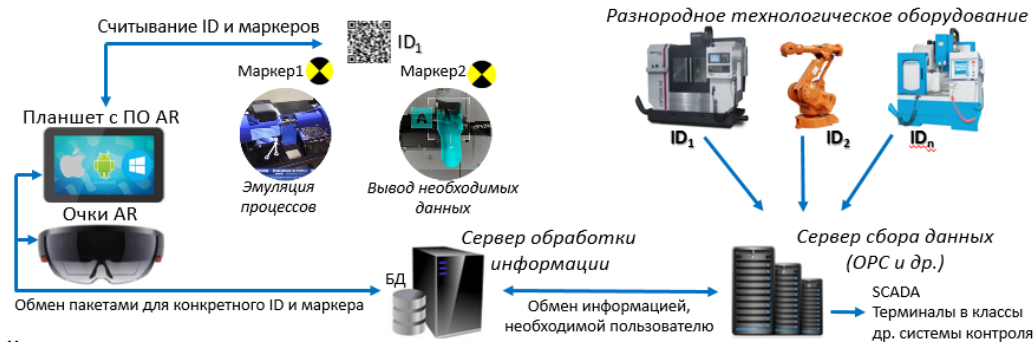 Разнородное технологическое оборудование
Считывание ID и маркеров
ID₁
Маркер1
Маркер2
Планшет с ПО AR
A
Эмуляция
процессов
Вывод необходимых
данных
ID₁
ID₂
IDₙ
Очки AR
Сервер обработки
информации
Сервер сбора данных
(OPC и др.)
БД
Обмен пакетами для конкретного ID и маркера
Обмен информацией,
необходимой пользователю
SCADA
Терминалы в классы
др. системы контроля